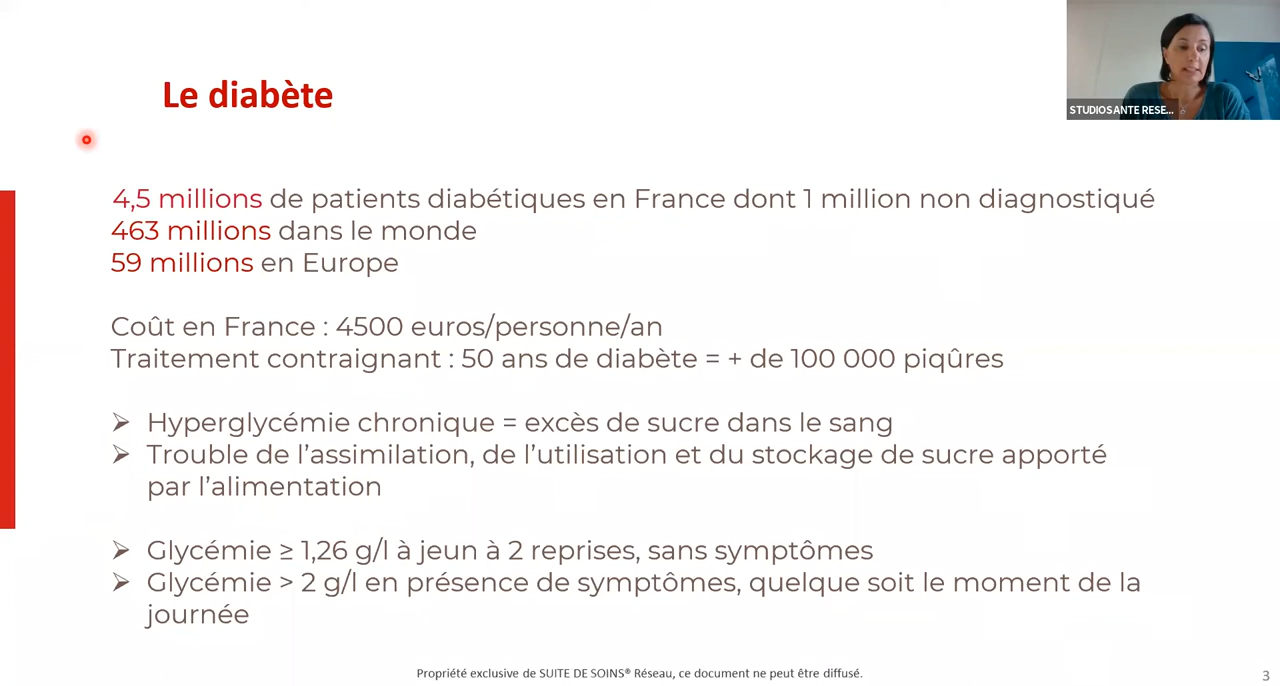 Le diabète
STUDIOSANTE RESE...
4,5 millions de patients diabétiques en France dont 1 million non diagnostiqué
463 millions dans le monde
59 millions en Europe
Coût en France : 4500 euros/personne/an
Traitement contraignant : 50 ans de diabète = + de 100 000 piqûres
➢ Hyperglycémie chronique = excès de sucre dans le sang
➢ Trouble de l’assimilation, de l’utilisation et du stockage de sucre apporté
par l’alimentation
➢ Glycémie ≥ 1,26 g/l à jeun à 2 reprises, sans symptômes
➢ Glycémie > 2 g/l en présence de symptômes, quelque soit le moment de la
journée
Propriété exclusive de SUITE DE SOINS® Réseau, ce document ne peut être diffusé.
3